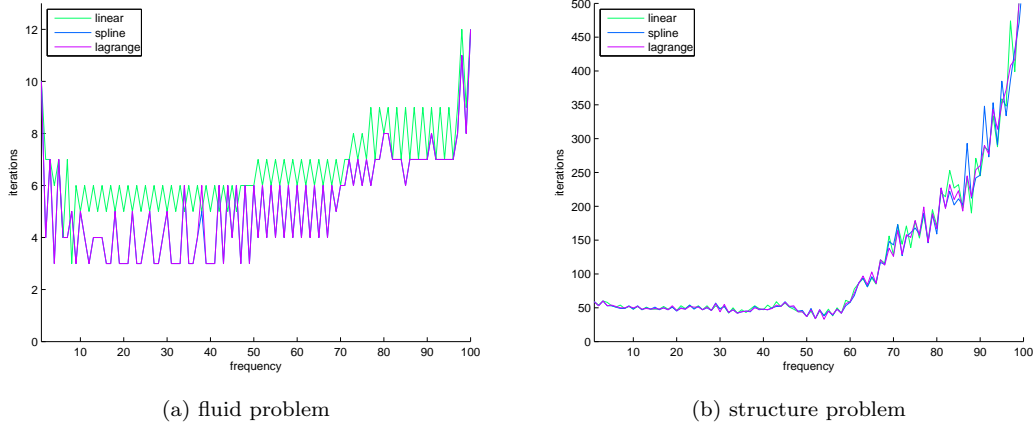 linear
spline
lagrange
12
10
8
6
4
2
0
iterations
10 20 30 40 50 60 70 80 90 100
frequency
(a) fluid problem
500
450
400
350
300
250
200
150
100
50
0
linear
spline
lagrange
iterations
10 20 30 40 50 60 70 80 90 100
frequency
(b) structure problem